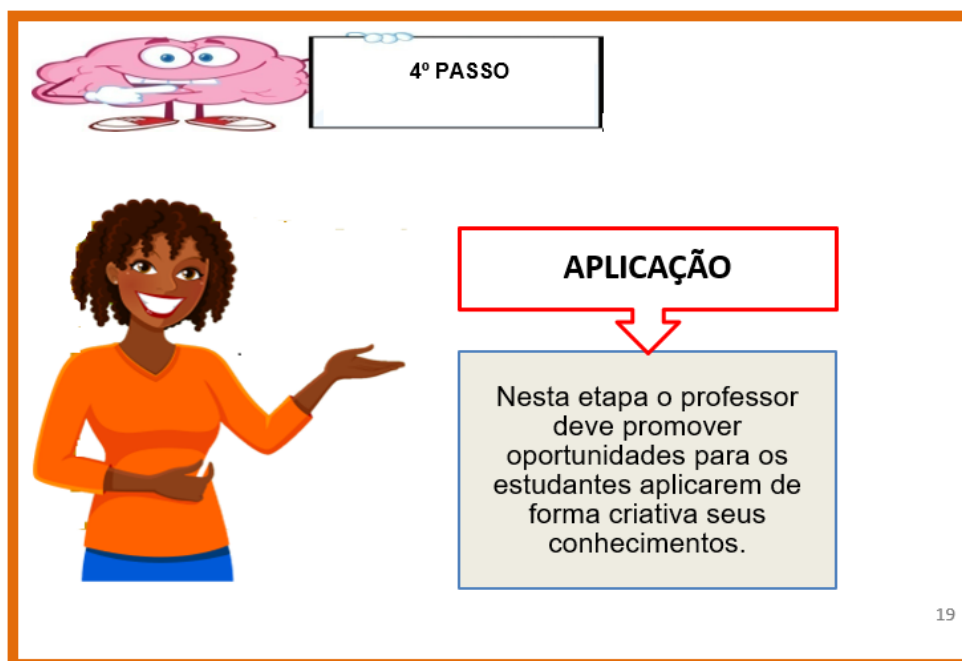 4º PASSO
APLICAÇÃO
Nesta etapa o professor
deve promover
oportunidades para os
estudantes aplicarem de
forma criativa seus
conhecimentos.
19